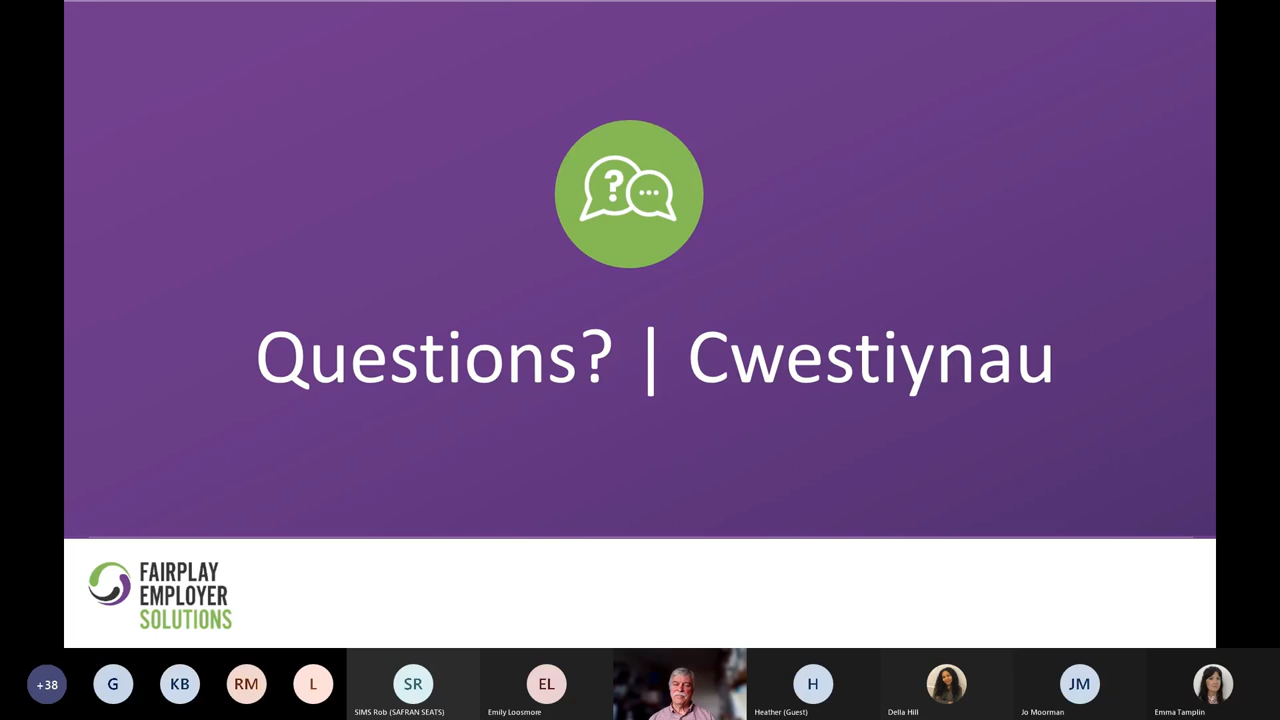 ?
Questions? | Cwestiynau
FAIRPLAY
EMPLOYER
SOLUTIONS
+38
G
KB
RM
L
SR
SIMS Rob (SAFRAN SEATS)
EL
Emily Loosmore
H
Heather (Guest)
Della Hill
JM
Jo Moorman
Emma Tamplin